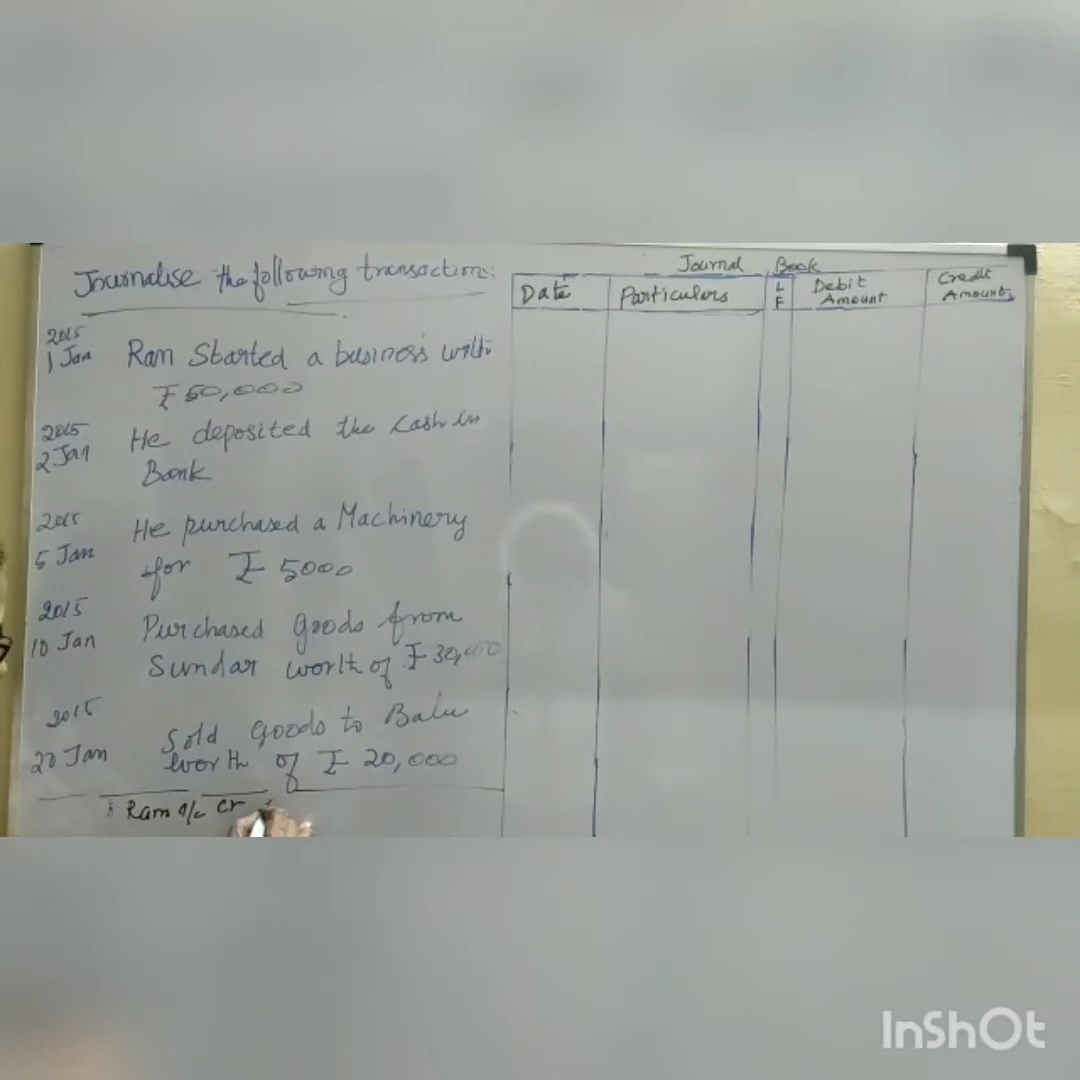 Journalise the following transaction:
2015
1 Jan Ram Started a business with
₹ 50,000
2015
2 Jan He deposited the cash in
Bank
2015
5 Jan He purchased a Machinery
for ₹ 5000
2015
10 Jan Purchased goods from
Sundar worth of ₹ 30,000
2015
20 Jan Sold goods to Balu
worth of ₹ 20,000
Ram a/c Cr
Journal Book
Date Particulars L F Debit Amount Credit Amount
InShOt